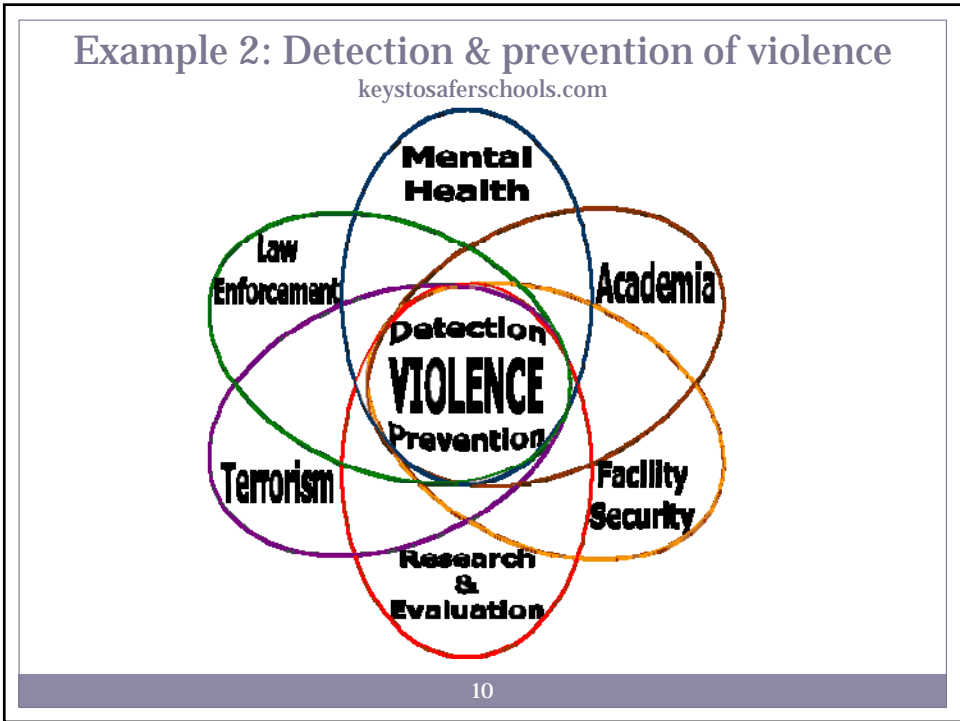 Example 2: Detection & prevention of violence
keystosaferschools.com
Mental
Health
Law
Enforcement
Academia
Detection
VIOLENCE
Prevention
Terrorism
Facility
Security
Research
&
Evaluation
10